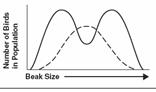 Number of Birds
in Population
Beak Size